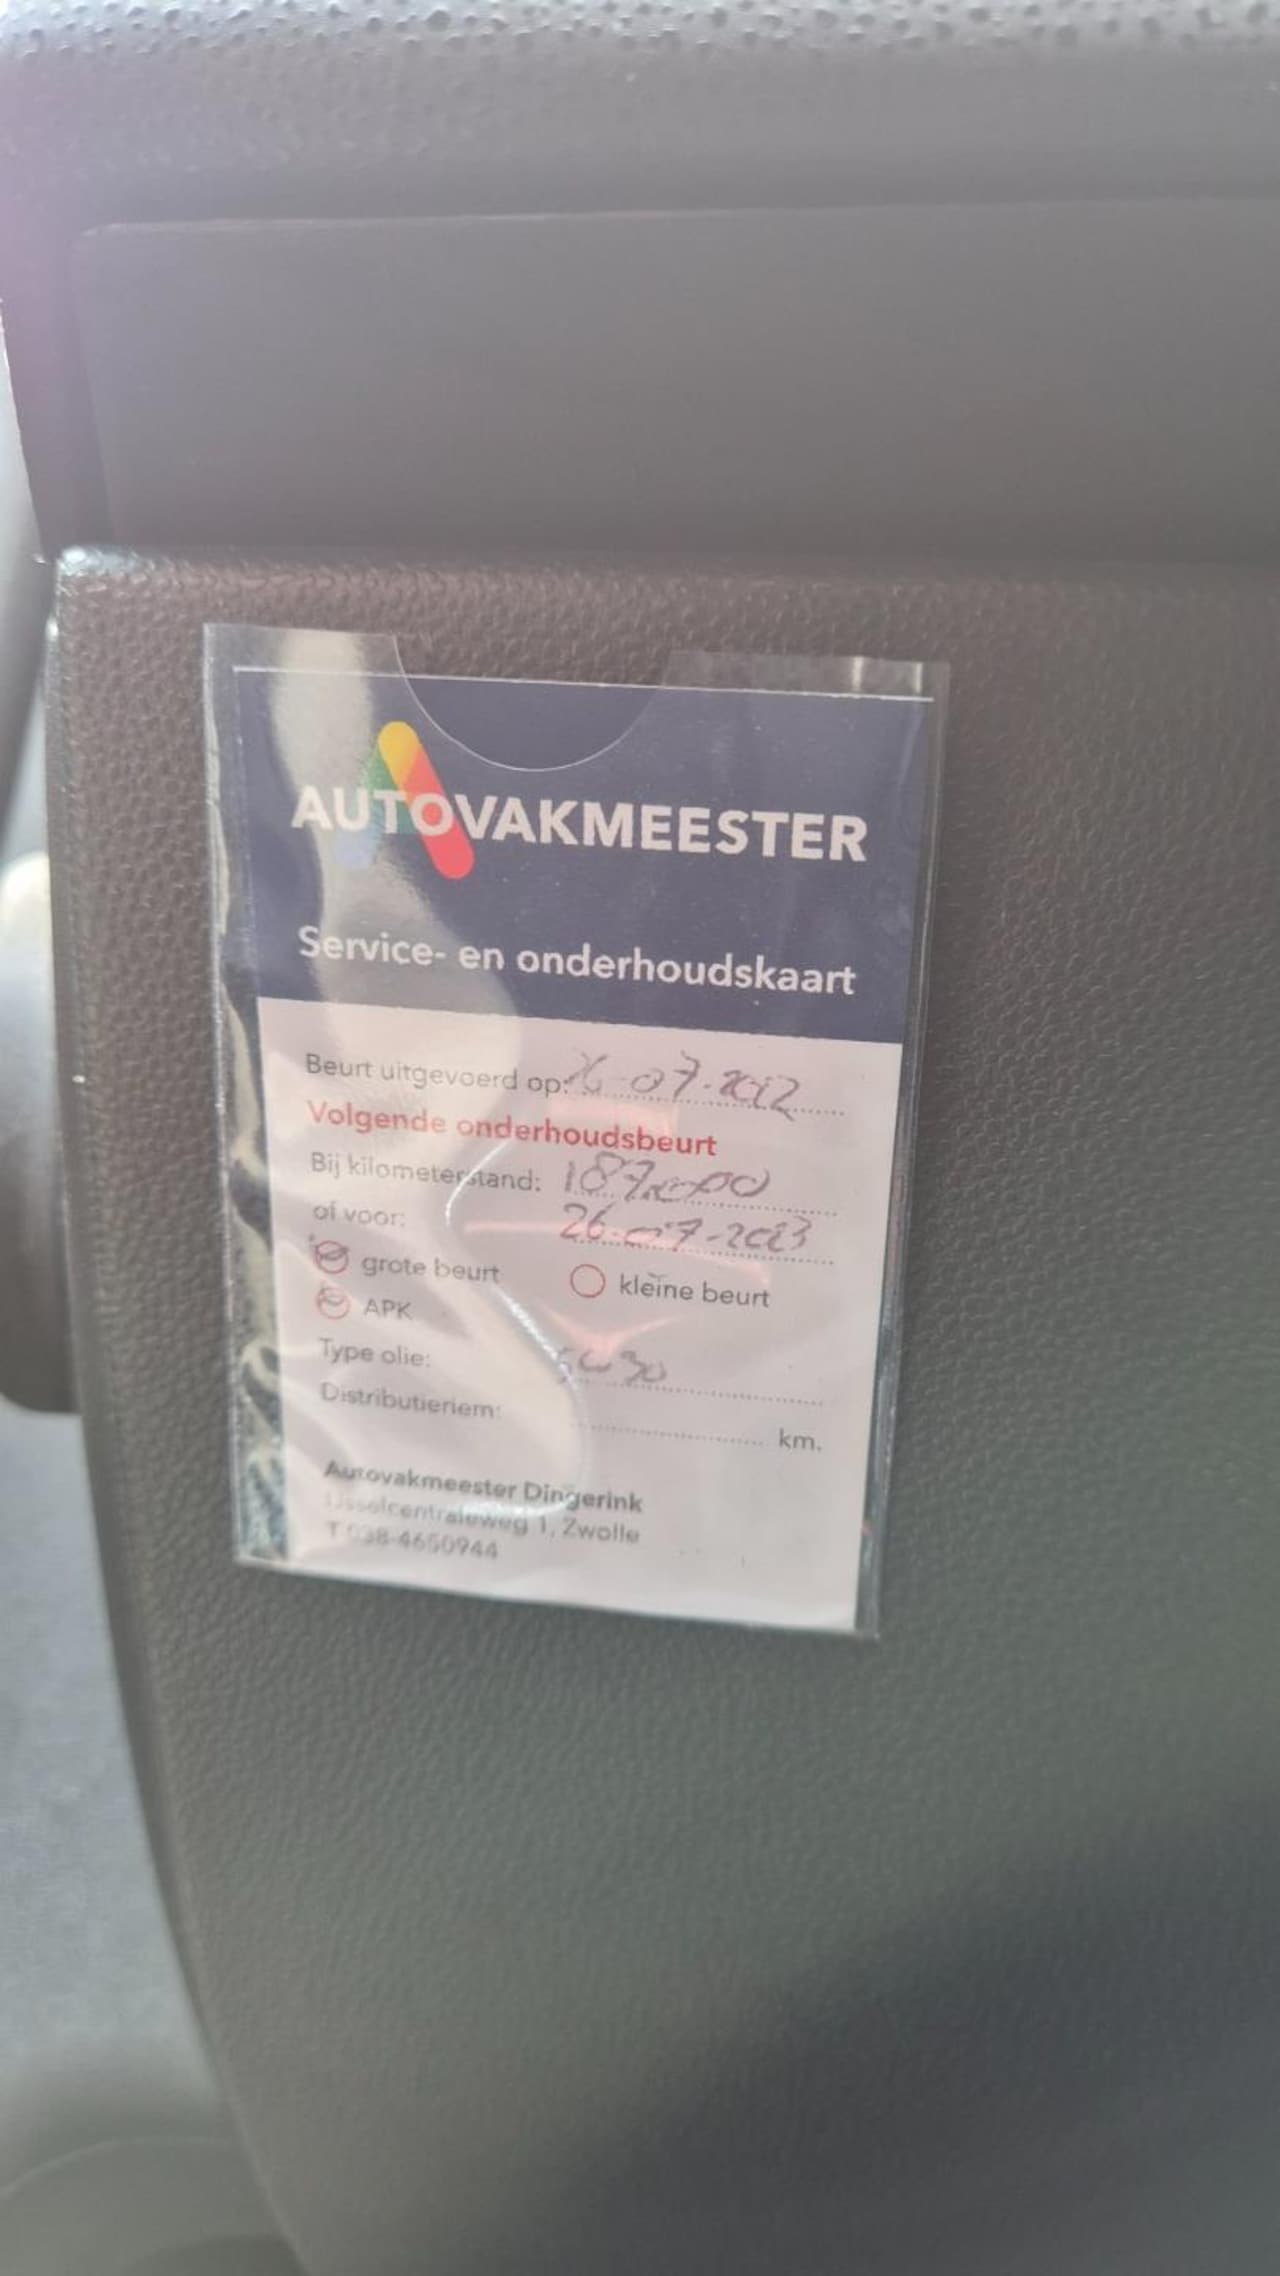 AUTOVAKMEESTER
Service- en onderhoudskaart
Beurt uitgevoerd op: 26-07-2022
Volgende onderhoudsbeurt
Bij kilometerstand: 187.000
of voor: 26-07-2023
grote beurt kleine beurt
APK
Type olie: 5w30
Distributieriem: km.
Autovakmeester Dingerink
IJsselcentraleweg 1, Zwolle
T 038-4650944